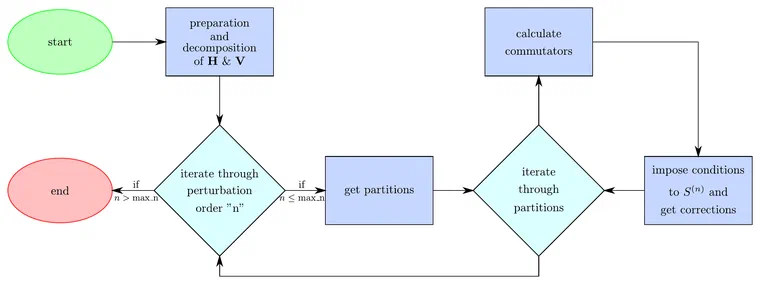 start
preparation
and
decomposition
of H & V
calculate
commutators
end
if
n > max_n
iterate through
perturbation
order ”n”
if
n ≤ max_n
get partitions
iterate
through
partitions
impose conditions
to S⁽ⁿ⁾ and
get corrections